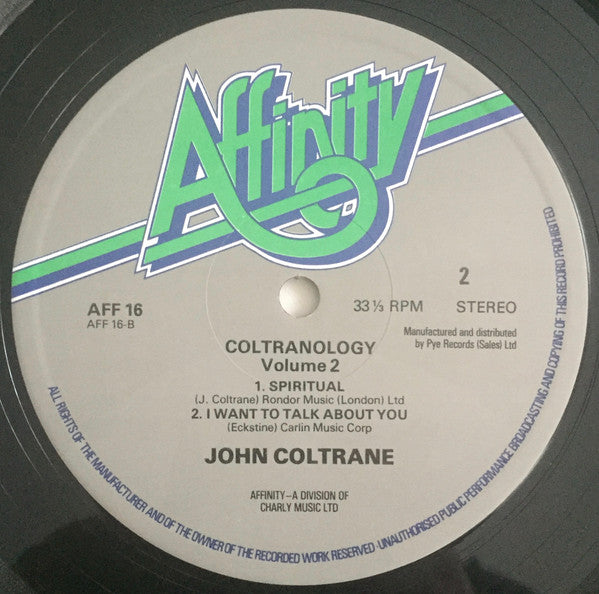 Affinity
AFF 16
AFF 16-B
33⅓ RPM
2
STEREO
Manufactured and distributed
by Pye Records (Sales) Ltd
COLTRANOLOGY
Volume 2
1. SPIRITUAL
(J. Coltrane) Rondor Music (London) Ltd
2. I WANT TO TALK ABOUT YOU
(Eckstine) Carlin Music Corp
JOHN COLTRANE
AFFINITY–A DIVISION OF
CHARLY MUSIC LTD
ALL RIGHTS OF THE MANUFACTURER AND OF THE OWNER OF THE RECORDED WORK RESERVED · UNAUTHORISED PUBLIC PERFORMANCE BROADCASTING AND COPYING OF THIS RECORD PROHIBITED